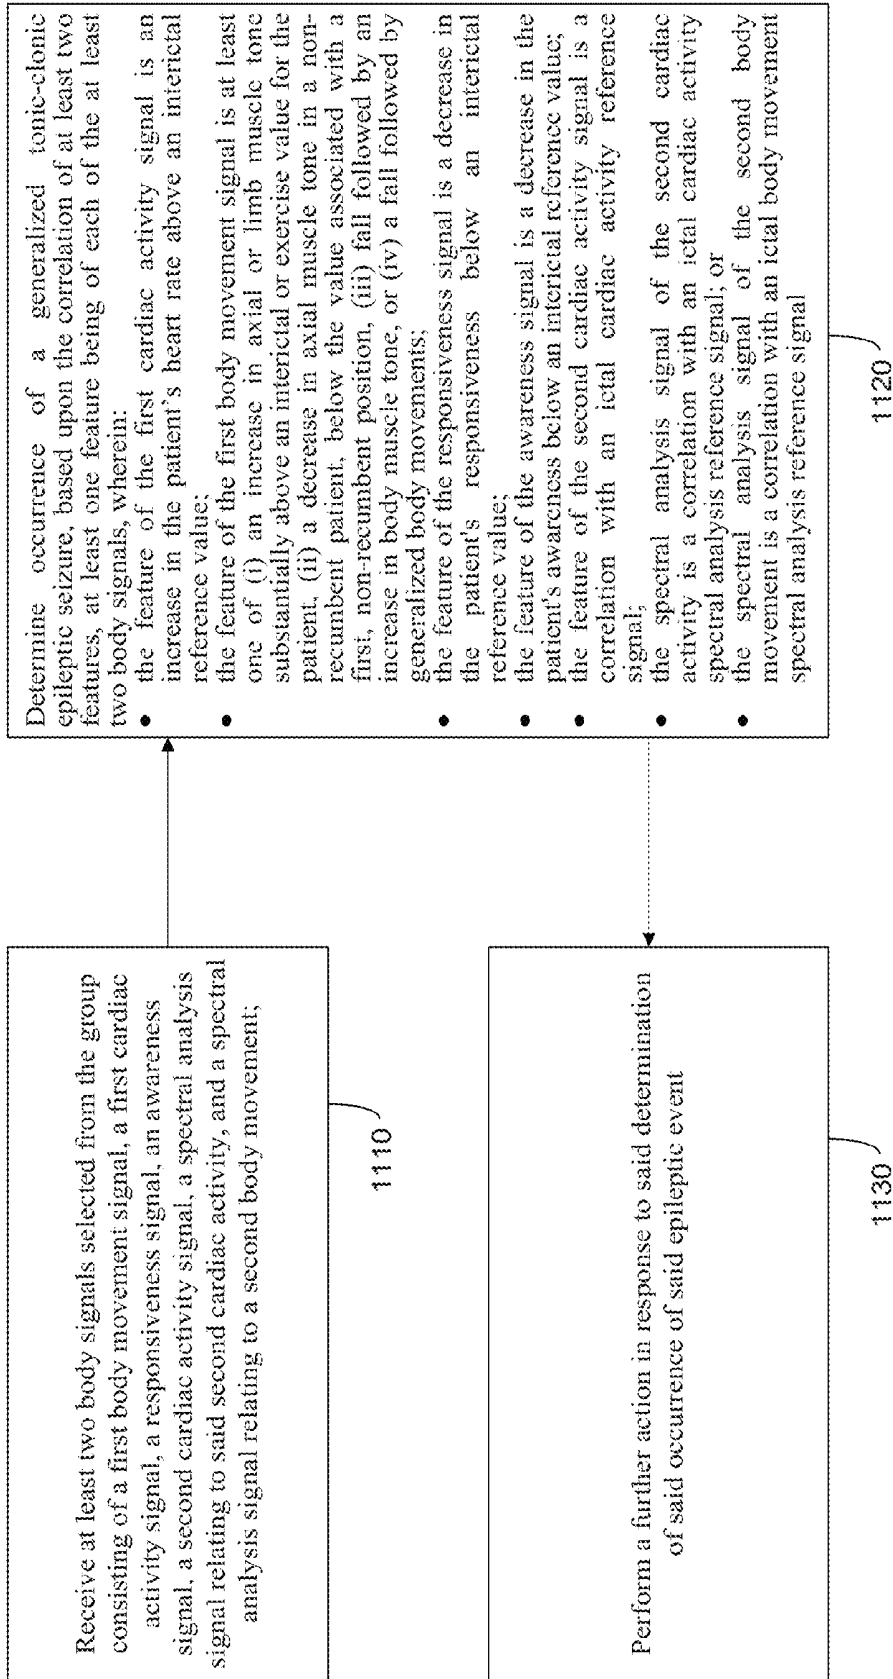 Receive at least two body signals selected from the group
consisting of a first body movement signal, a first cardiac
activity signal, a responsiveness signal, an awareness
signal, a second cardiac activity signal, a spectral analysis
signal relating to said second cardiac activity, and a spectral
analysis signal relating to a second body movement;
1110
Determine occurrence of a generalized tonic-clonic
epileptic seizure, based upon the correlation of at least two
features, at least one feature being of each of the at least
two body signals, wherein:
• the feature of the first cardiac activity signal is an
increase in the patient's heart rate above an interictal
reference value;
• the feature of the first body movement signal is at least
one of (i) an increase in axial or limb muscle tone
substantially above an interictal or exercise value for the
patient, (ii) a decrease in axial muscle tone in a non-
recumbent patient, below the value associated with a
first, non-recumbent position, (iii) fall followed by an
increase in body muscle tone, or (iv) a fall followed by
generalized body movements;
• the feature of the responsiveness signal is a decrease in
the patient's responsiveness below an interictal
reference value;
• the feature of the awareness signal is a decrease in the
patient's awareness below an interictal reference value;
• the feature of the second cardiac activity signal is a
correlation with an ictal cardiac activity reference
signal;
• the spectral analysis signal of the second cardiac
activity is a correlation with an ictal cardiac activity
spectral analysis reference signal; or
• the spectral analysis signal of the second body
movement is a correlation with an ictal body movement
spectral analysis reference signal
1120
Perform a further action in response to said determination
of said occurrence of said epileptic event
1130